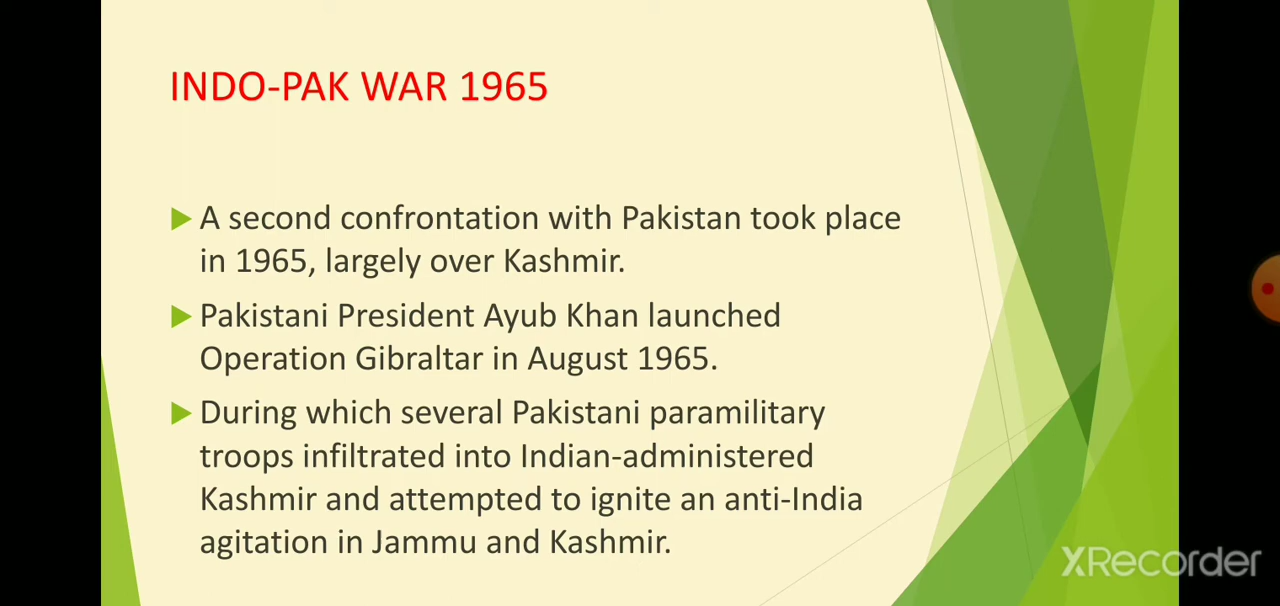 INDO-PAK WAR 1965
A second confrontation with Pakistan took place
in 1965, largely over Kashmir.
Pakistani President Ayub Khan launched
Operation Gibraltar in August 1965.
During which several Pakistani paramilitary
troops infiltrated into Indian-administered
Kashmir and attempted to ignite an anti-India
agitation in Jammu and Kashmir.
XRecorder